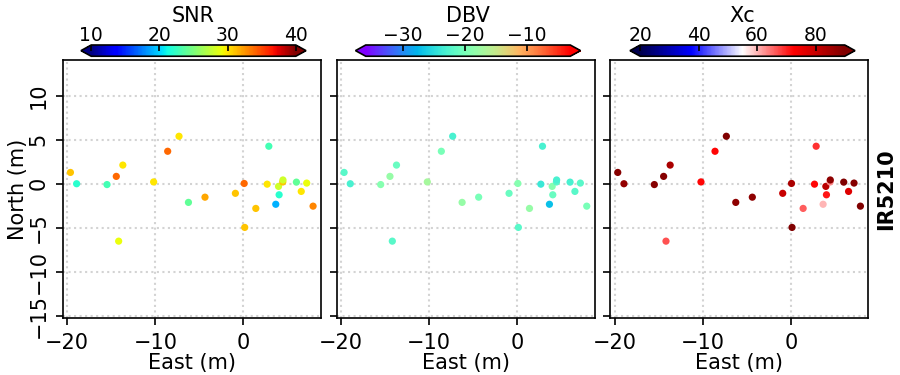 SNR DBV Xc
10 20 30 40 −30 −20 −10 20 40 60 80
10
5
0
−5
−10
−15
North (m)
IR5210
−20 −10 0 −20 −10 0 −20 −10 0
East (m) East (m) East (m)